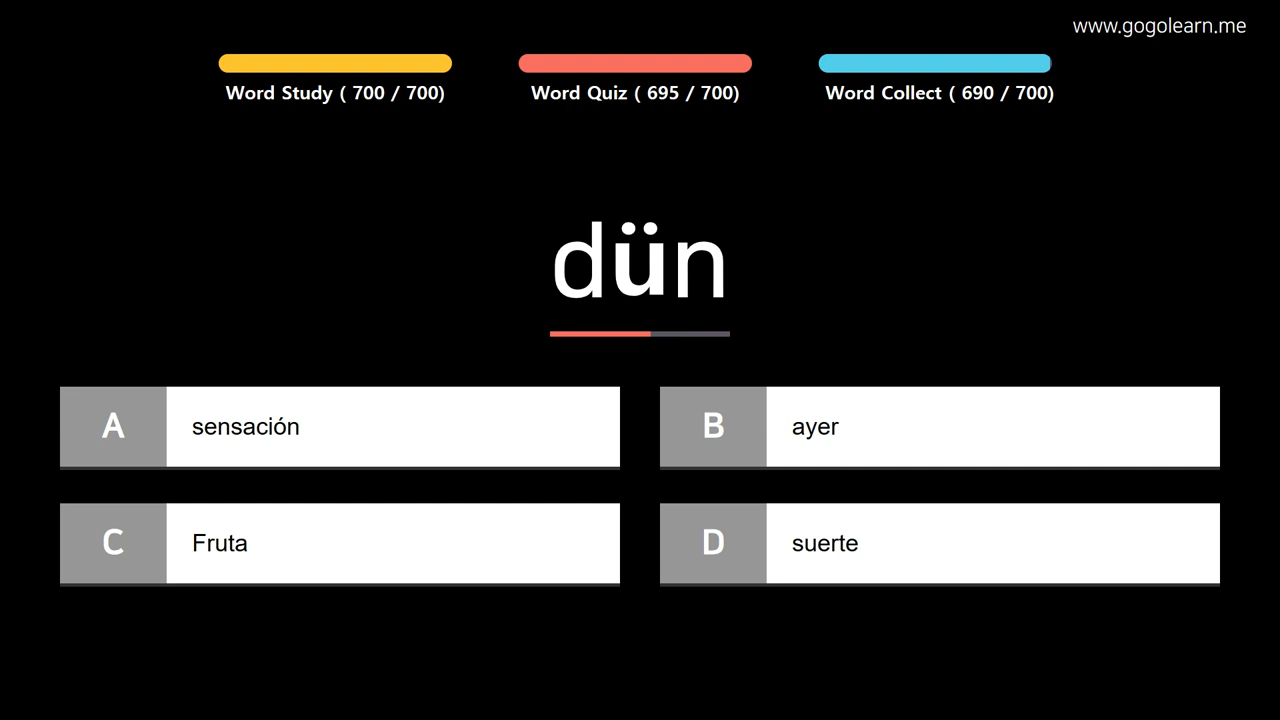 www.gogolearn.me
Word Study ( 700 / 700)
Word Quiz ( 695 / 700)
Word Collect ( 690 / 700)
dün
A sensación
B ayer
C Fruta
D suerte